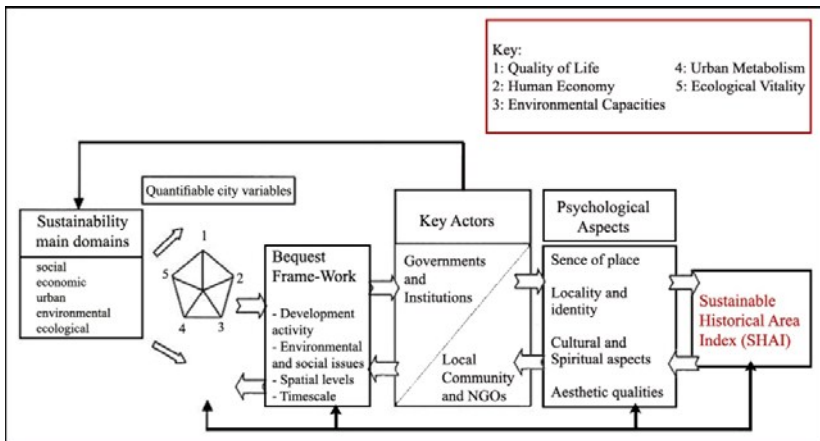 Key:
1: Quality of Life
4: Urban Metabolism
2: Human Economy
5: Ecological Vitality
3: Environmental Capacities
Quantifiable city variables
Sustainability
main domains
social
economic
urban
environmental
ecological
1
2
3
4
5
Bequest
Frame-Work
- Development
activity
- Environmental
and social issues
- Spatial levels
- Timescale
Key Actors
Governments
and
Institutions
Local
Community
and NGOs
Psychological
Aspects
Sence of place
Locality and
identity
Cultural and
Spiritual aspects
Aesthetic qualities
Sustainable
Historical Area
Index (SHAI)